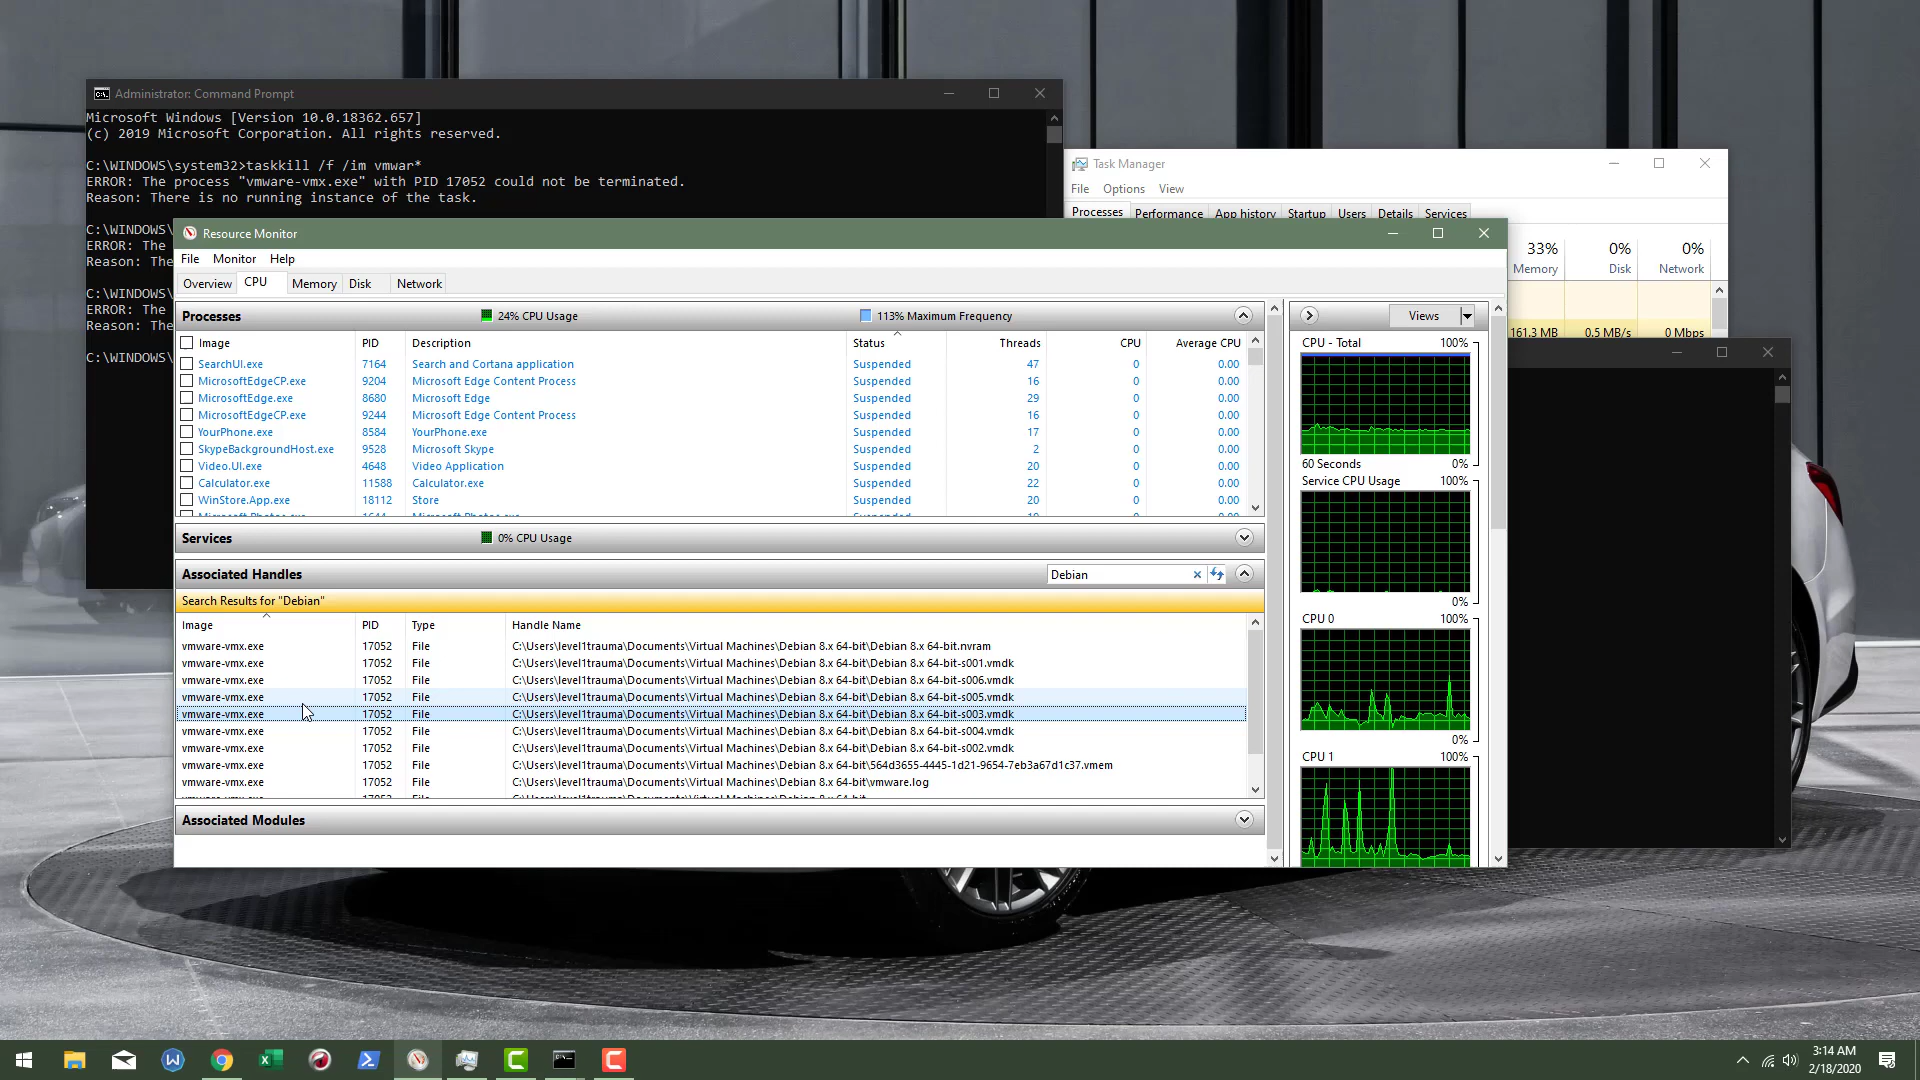 Administrator: Command Prompt
Microsoft Windows [Version 10.0.18362.657]
(c) 2019 Microsoft Corporation. All rights reserved.
C:\WINDOWS\system32>taskkill /f /im vmwar*
ERROR: The process "vmware-vmx.exe" with PID 17052 could not be terminated.
Reason: There is no running instance of the task.
C:\WINDOWS\
ERROR: The
Reason: The
C:\WINDOWS\
ERROR: The
Reason: The
C:\WINDOWS\
Task Manager
File Options View
Processes Performance App history Startup Users Details Services
33% 0% 0%
Memory Disk Network
161.3 MB 0.5 MB/s 0 Mbps
Resource Monitor
File Monitor Help
Overview CPU Memory Disk Network
Processes 24% CPU Usage 113% Maximum Frequency
Image PID Description Status Threads CPU Average CPU
SearchUI.exe 7164 Search and Cortana application Suspended 47 0 0.00
MicrosoftEdgeCP.exe 9204 Microsoft Edge Content Process Suspended 16 0 0.00
MicrosoftEdge.exe 8680 Microsoft Edge Suspended 29 0 0.00
MicrosoftEdgeCP.exe 9244 Microsoft Edge Content Process Suspended 16 0 0.00
YourPhone.exe 8584 YourPhone.exe Suspended 17 0 0.00
SkypeBackgroundHost.exe 9528 Microsoft Skype Suspended 2 0 0.00
Video.UI.exe 4648 Video Application Suspended 20 0 0.00
Calculator.exe 11588 Calculator.exe Suspended 22 0 0.00
WinStore.App.exe 18112 Store Suspended 20 0 0.00
Services 0% CPU Usage
Associated Handles Debian
Search Results for "Debian"
Image PID Type Handle Name
vmware-vmx.exe 17052 File C:\Users\level1trauma\Documents\Virtual Machines\Debian 8.x 64-bit\Debian 8.x 64-bit.nvram
vmware-vmx.exe 17052 File C:\Users\level1trauma\Documents\Virtual Machines\Debian 8.x 64-bit\Debian 8.x 64-bit-s001.vmdk
vmware-vmx.exe 17052 File C:\Users\level1trauma\Documents\Virtual Machines\Debian 8.x 64-bit\Debian 8.x 64-bit-s006.vmdk
vmware-vmx.exe 17052 File C:\Users\level1trauma\Documents\Virtual Machines\Debian 8.x 64-bit\Debian 8.x 64-bit-s005.vmdk
vmware-vmx.exe 17052 File C:\Users\level1trauma\Documents\Virtual Machines\Debian 8.x 64-bit\Debian 8.x 64-bit-s003.vmdk
vmware-vmx.exe 17052 File C:\Users\level1trauma\Documents\Virtual Machines\Debian 8.x 64-bit\Debian 8.x 64-bit-s004.vmdk
vmware-vmx.exe 17052 File C:\Users\level1trauma\Documents\Virtual Machines\Debian 8.x 64-bit\Debian 8.x 64-bit-s002.vmdk
vmware-vmx.exe 17052 File C:\Users\level1trauma\Documents\Virtual Machines\Debian 8.x 64-bit\564d3655-4445-1d21-9654-7eb3a67d1c37.vmem
vmware-vmx.exe 17052 File C:\Users\level1trauma\Documents\Virtual Machines\Debian 8.x 64-bit\vmware.log
Associated Modules
Views
CPU - Total 100%
60 Seconds 0%
Service CPU Usage 100%
0%
CPU 0 100%
0%
CPU 1 100%
3:14 AM
2/18/2020